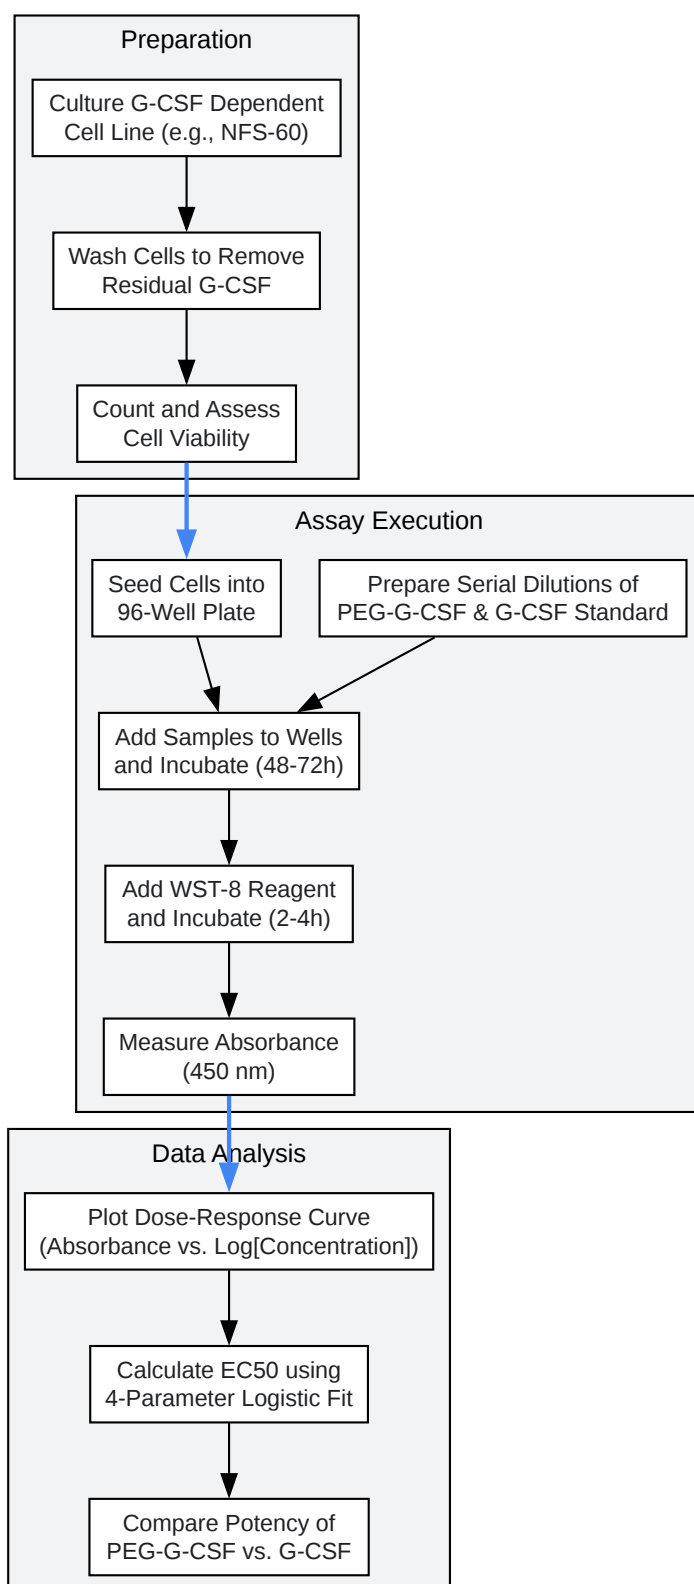 Preparation
Culture G-CSF Dependent
Cell Line (e.g., NFS-60)
Wash Cells to Remove
Residual G-CSF
Count and Assess
Cell Viability
Assay Execution
Seed Cells into
96-Well Plate
Prepare Serial Dilutions of
PEG-G-CSF & G-CSF Standard
Add Samples to Wells
and Incubate (48-72h)
Add WST-8 Reagent
and Incubate (2-4h)
Measure Absorbance
(450 nm)
Data Analysis
Plot Dose-Response Curve
(Absorbance vs. Log[Concentration])
Calculate EC50 using
4-Parameter Logistic Fit
Compare Potency of
PEG-G-CSF vs. G-CSF